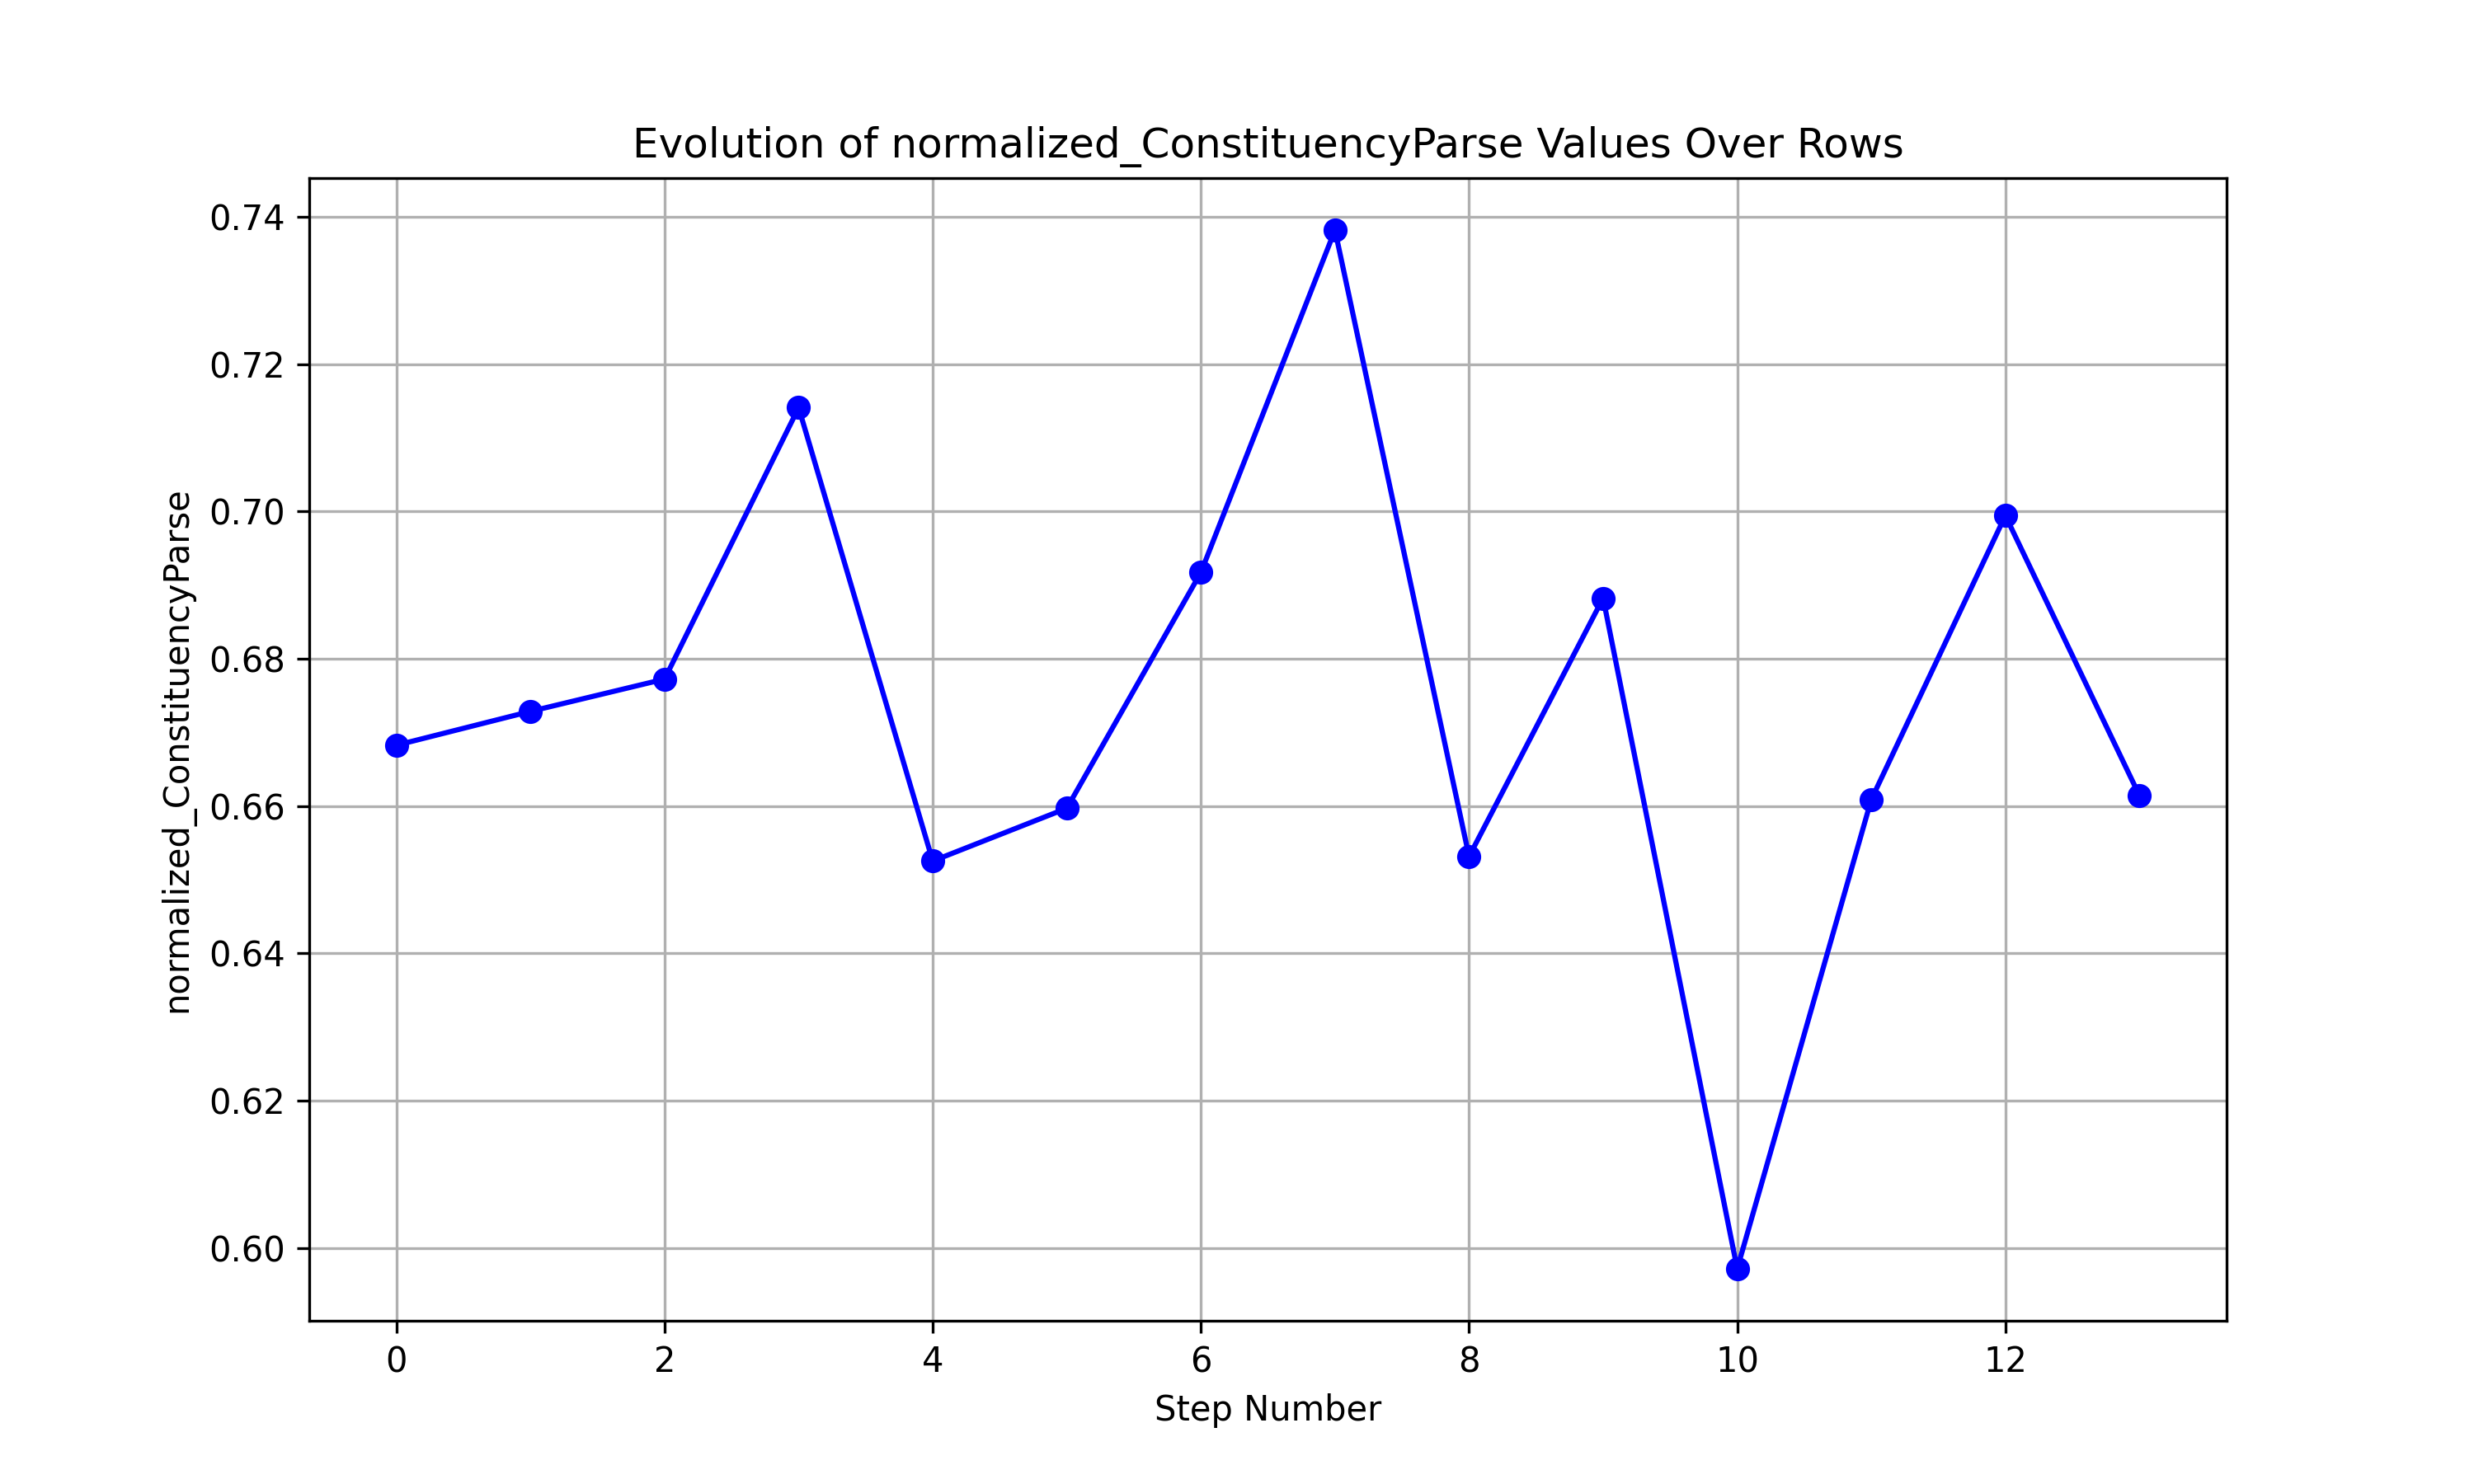 Evolution of normalized_ConstituencyParse Values Over Rows
normalized_ConstituencyParse
0.74
0.72
0.70
0.68
0.66
0.64
0.62
0.60
0 2 4 6 8 10 12
Step Number